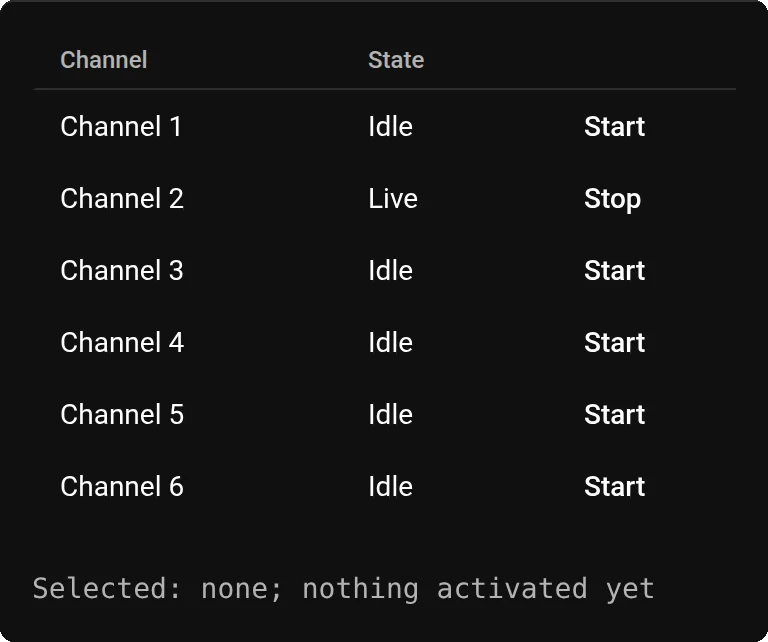 Channel State
Channel 1 Idle Start
Channel 2 Live Stop
Channel 3 Idle Start
Channel 4 Idle Start
Channel 5 Idle Start
Channel 6 Idle Start
Selected: none; nothing activated yet